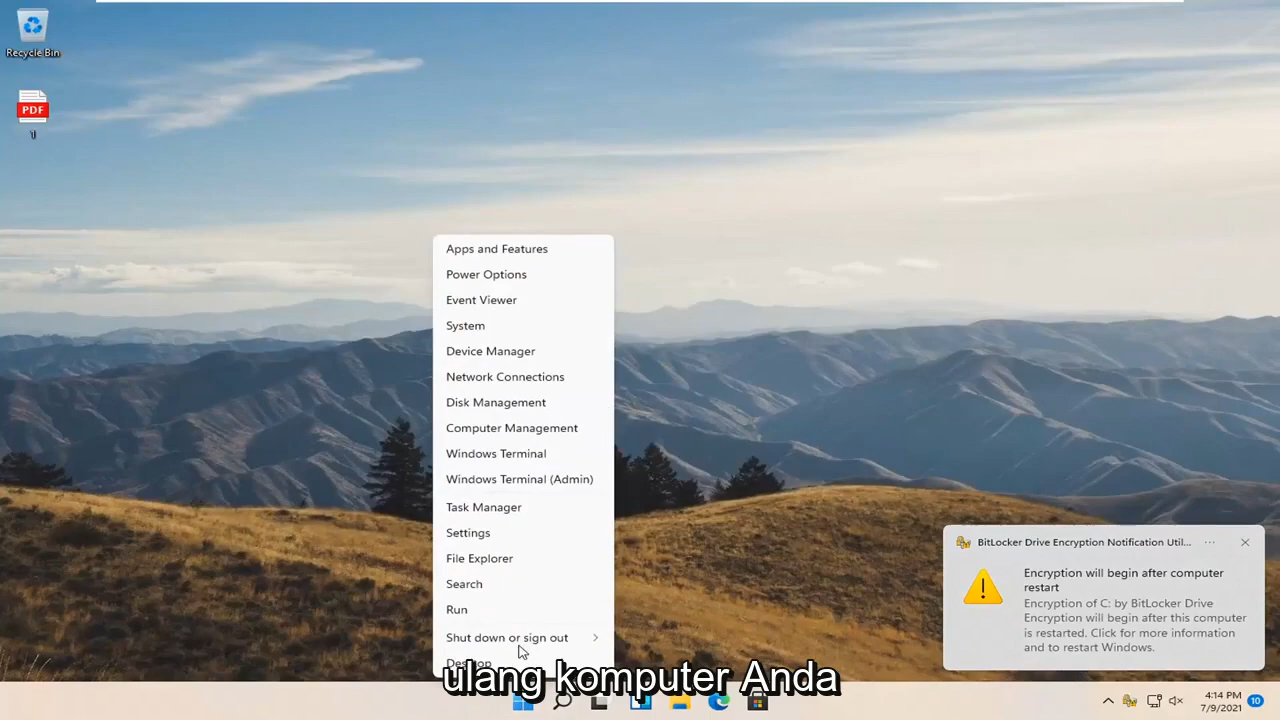 Recycle Bin
PDF
1
Apps and Features
Power Options
Event Viewer
System
Device Manager
Network Connections
Disk Management
Computer Management
Windows Terminal
Windows Terminal (Admin)
Task Manager
Settings
File Explorer
Search
Run
Shut down or sign out
Desktop
BitLocker Drive Encryption Notification Util...
Encryption will begin after computer
restart
Encryption of C: by BitLocker Drive
Encryption will begin after this computer
is restarted. Click for more information
and to restart Windows.
ulang komputer Anda
4:14 PM
7/9/2021
10